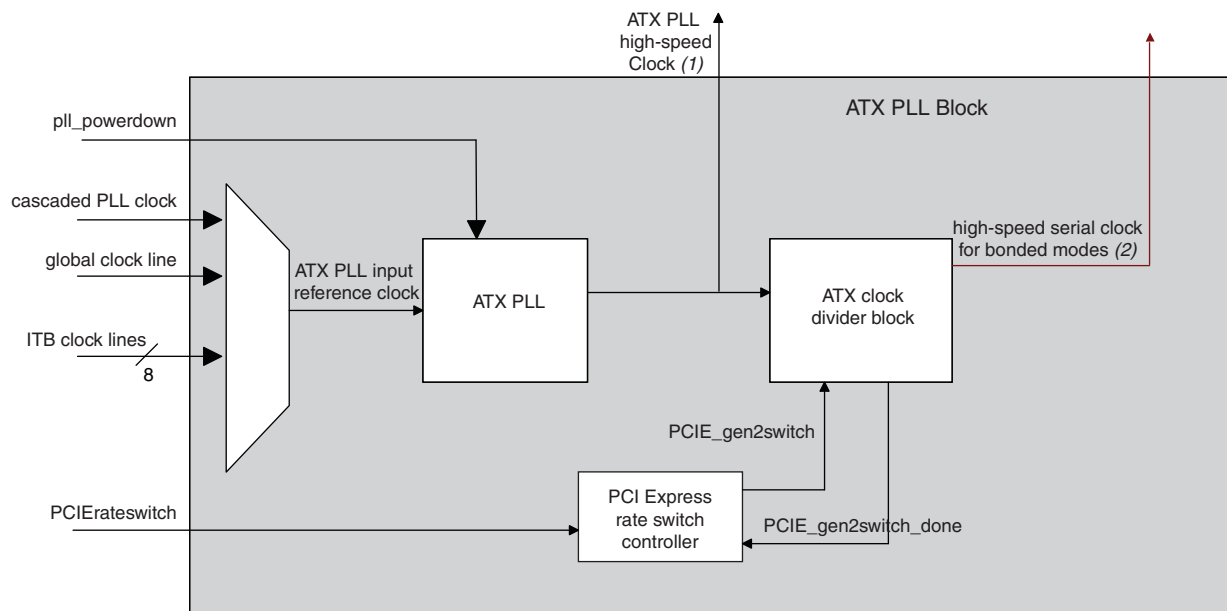 ATX PLL
high-speed
Clock (1)
ATX PLL Block
pll_powerdown
cascaded PLL clock
global clock line
ITB clock lines
8
ATX PLL input
reference clock
ATX PLL
ATX clock
divider block
high-speed serial clock
for bonded modes (2)
PCIE_gen2switch
PCIErateswitch
PCI Express
rate switch
controller
PCIE_gen2switch_done